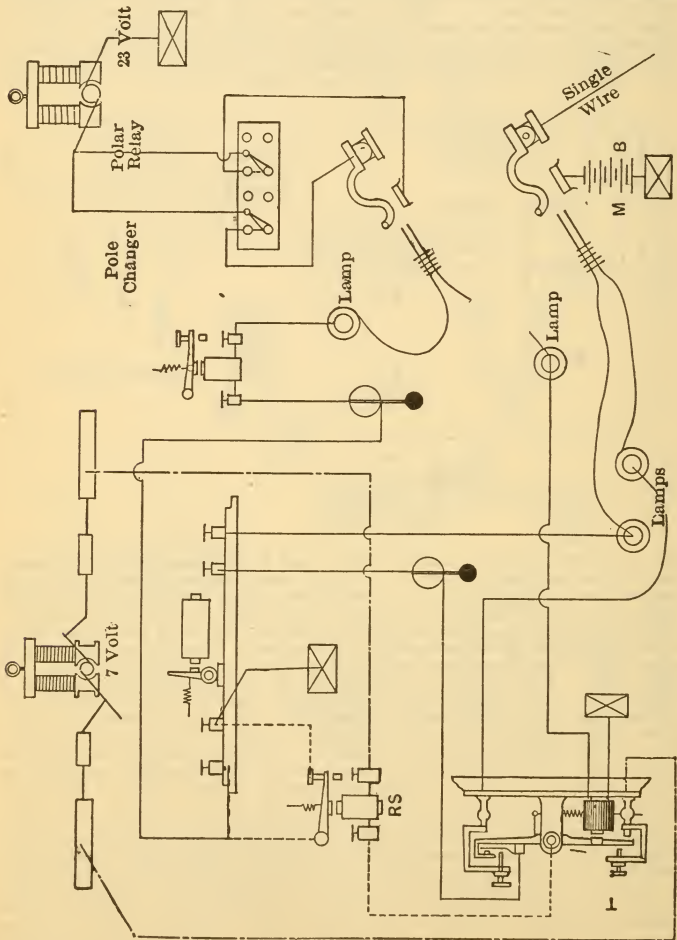 23 Volt
Polar
Relay
Pole
Changer
Single
Wire
Lamp
M B
Lamp
7 Volt
Lamps
RS
T